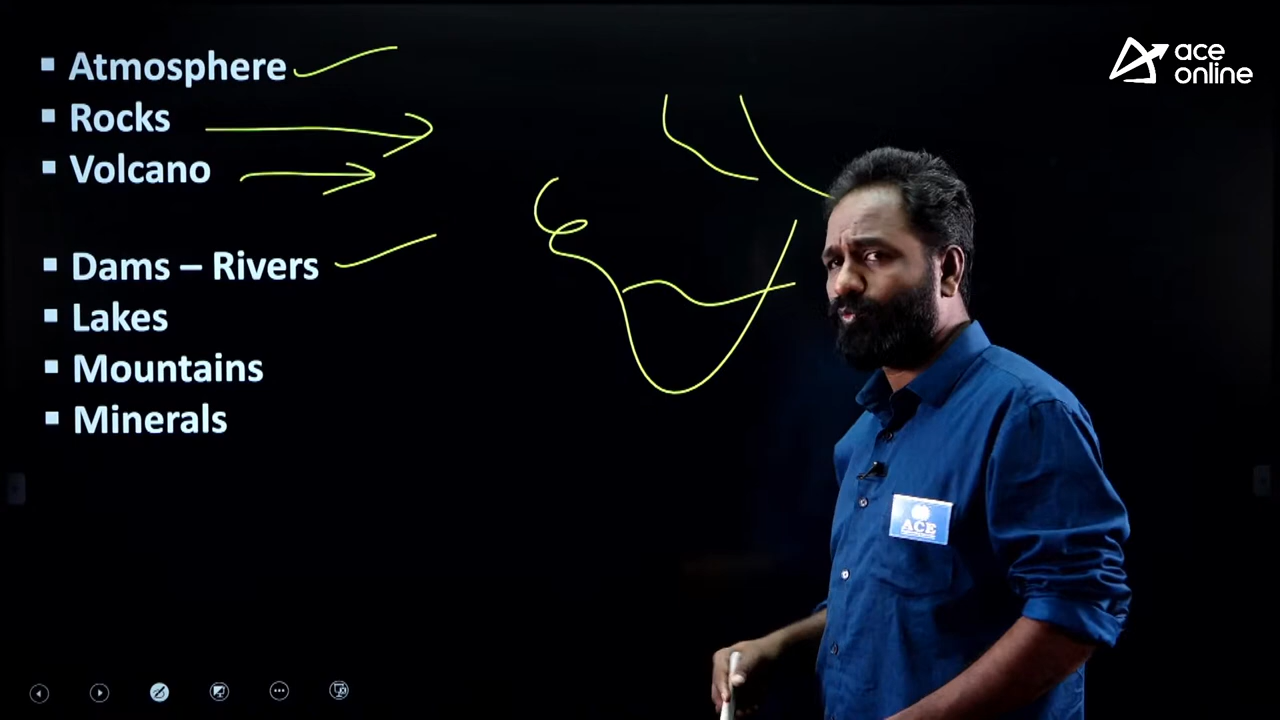 ▪ Atmosphere
▪ Rocks
▪ Volcano
▪ Dams – Rivers
▪ Lakes
▪ Mountains
▪ Minerals
ace
online
ACE